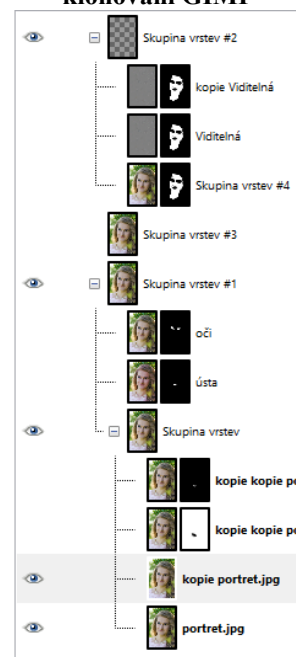 klonování GIMP
Skupina vrstev #2
kopie Viditelná
Viditelná
Skupina vrstev #4
Skupina vrstev #3
Skupina vrstev #1
oči
ústa
Skupina vrstev
kopie kopie po
kopie kopie po
kopie portret.jpg
portret.jpg